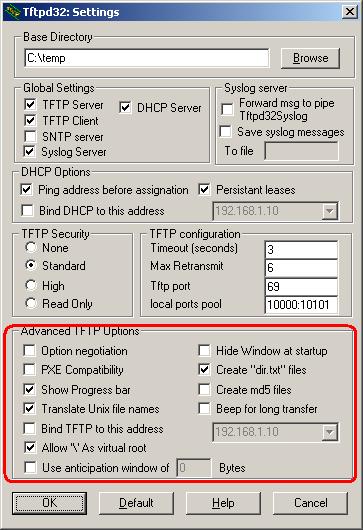 Tftpd32: Settings
Base Directory
C:\temp
Browse
Global Settings
TFTP Server
TFTP Client
SNTP server
Syslog Server
DHCP Server
Syslog server
Forward msg to pipe
Tftpd32Syslog
Save syslog messages
To file
DHCP Options
Ping address before assignation
Persistant leases
Bind DHCP to this address
192.168.1.10
TFTP Security
None
Standard
High
Read Only
TFTP configuration
Timeout (seconds) 3
Max Retransmit 6
Tftp port 69
local ports pool 10000:10101
Advanced TFTP Options
Option negotiation
PXE Compatibility
Show Progress bar
Translate Unix file names
Bind TFTP to this address
Allow '\' As virtual root
Use anticipation window of 0 Bytes
Hide Window at startup
Create "dir.txt" files
Create md5 files
Beep for long transfer
192.168.1.10
OK
Default
Help
Cancel